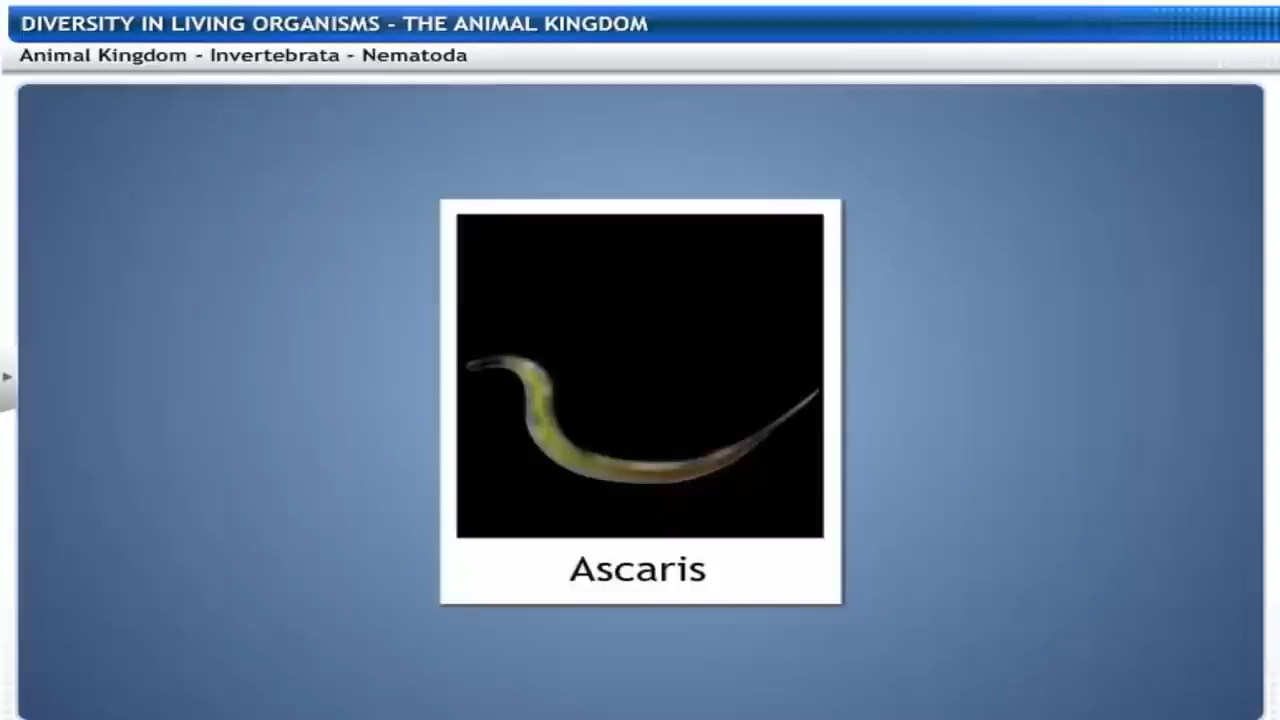 DIVERSITY IN LIVING ORGANISMS - THE ANIMAL KINGDOM
Animal Kingdom - Invertebrata - Nematoda
Ascaris